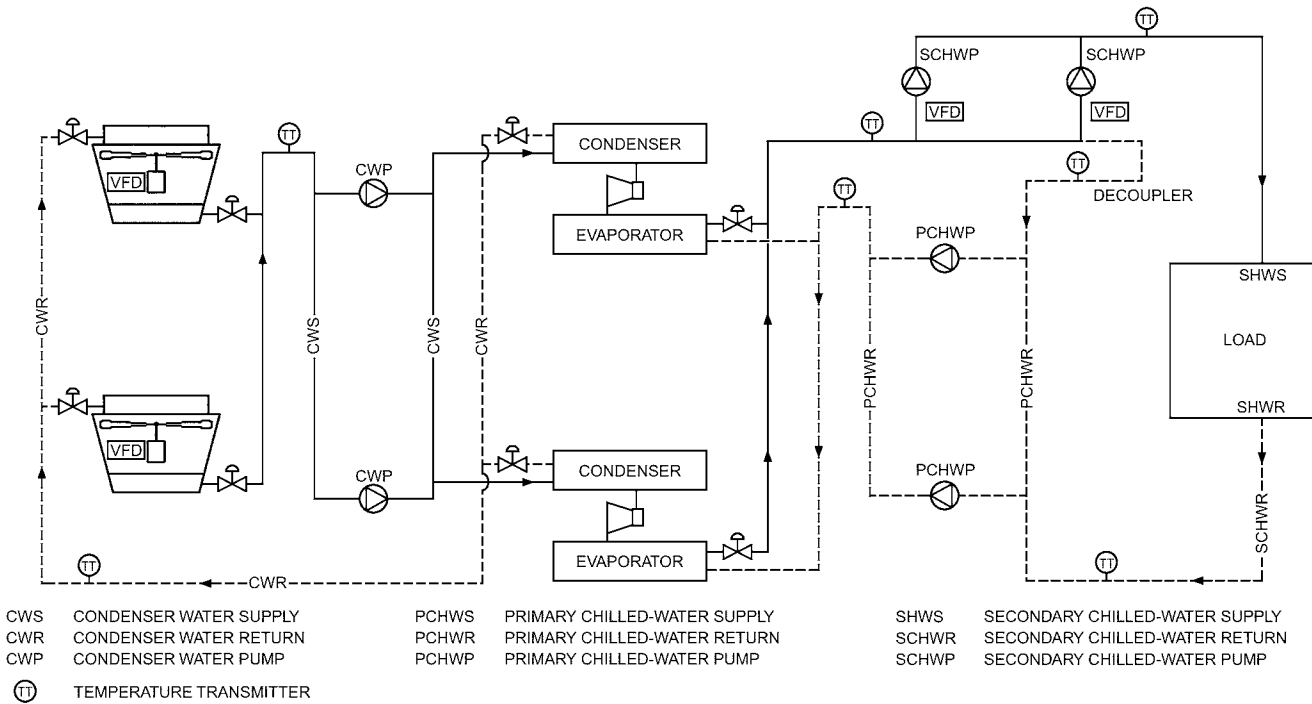 TT
SCHWP
SCHWP
VFD
VFD
TT
TT
CWP
CONDENSER
TT
DECOUPLER
VFD
TT
EVAPORATOR
PCHWP
SHWS
CWR
CWS
CWS
CWR
PCHWR
PCHWR
LOAD
SHWR
VFD
CWP
CONDENSER
PCHWP
SCHWR
EVAPORATOR
TT
TT
CWR
CWS CONDENSER WATER SUPPLY
CWR CONDENSER WATER RETURN
CWP CONDENSER WATER PUMP
TT TEMPERATURE TRANSMITTER
PCHWS PRIMARY CHILLED-WATER SUPPLY
PCHWR PRIMARY CHILLED-WATER RETURN
PCHWP PRIMARY CHILLED-WATER PUMP
SHWS SECONDARY CHILLED-WATER SUPPLY
SCHWR SECONDARY CHILLED-WATER RETURN
SCHWP SECONDARY CHILLED-WATER PUMP